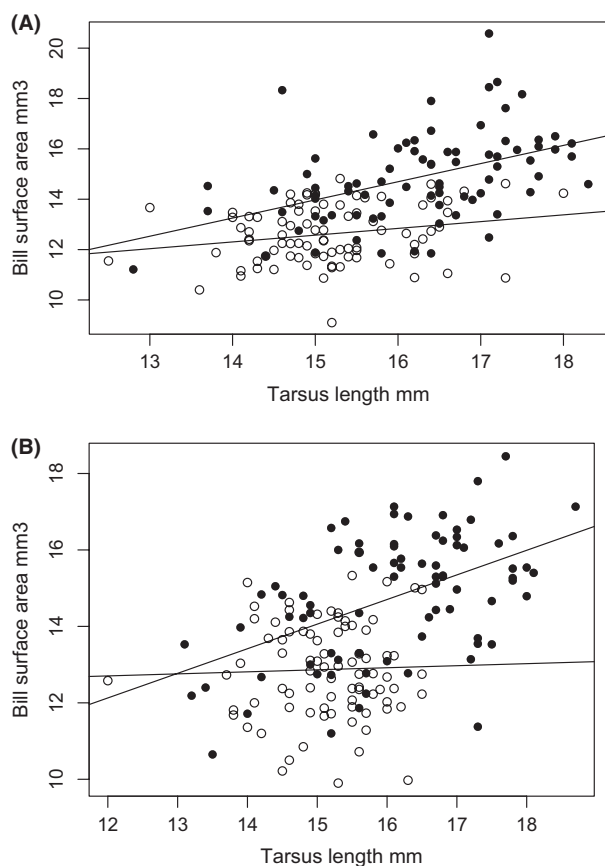 (A)
20
18
16
14
12
10
Bill surface area mm3
13 14 15 16 17 18
Tarsus length mm
(B)
18
16
14
12
10
Bill surface area mm3
12 13 14 15 16 17 18
Tarsus length mm